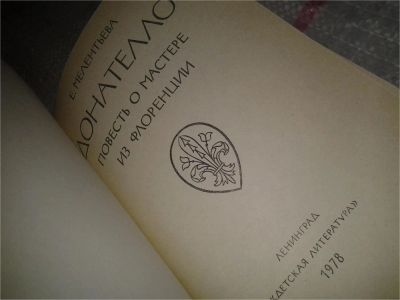 Е. МЕЛЕНТЬЕВА
ДОНАТЕЛЛО
ПОВЕСТЬ О МАСТЕРЕ
ИЗ ФЛОРЕНЦИИ
ЛЕНИНГРАД
«ДЕТСКАЯ ЛИТЕРАТУРА»
1978